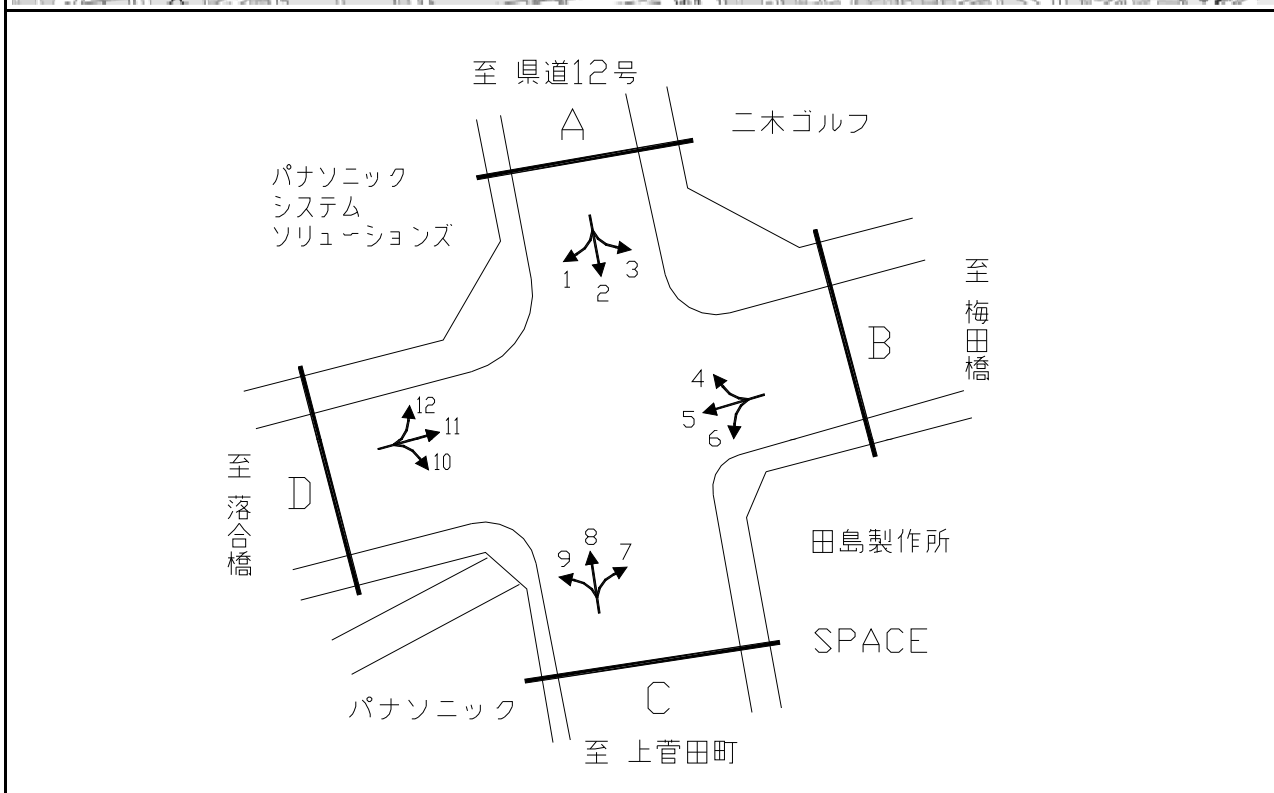 至 県道12号
A
二木ゴルフ
パナソニック
システム
ソリューションズ
1
2
3
至 梅田橋
B
4
5
6
12
11
10
至 落合橋
D
田島製作所
9
8
7
SPACE
パナソニック
C
至 上菅田町